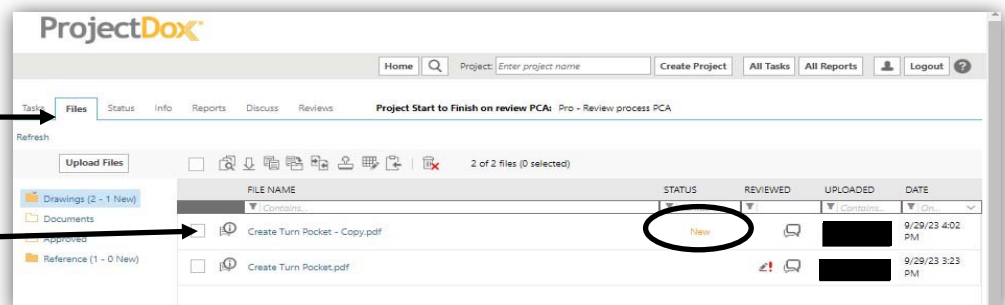 ProjectDox
Home Project: Enter project name Create Project All Tasks All Reports Logout ?
Tasks Files Status Info Reports Discuss Reviews Project Start to Finish on review PCA: Pro - Review process PCA
Refresh
Upload Files 2 of 2 files (0 selected)
FILE NAME STATUS REVIEWED UPLOADED DATE
Contains... Contains... On...
Drawings (2 - 1 New)
Documents
Approved
Reference (1 - 0 New)
Create Turn Pocket - Copy.pdf New 9/29/23 4:02 PM
Create Turn Pocket.pdf 9/29/23 3:23 PM